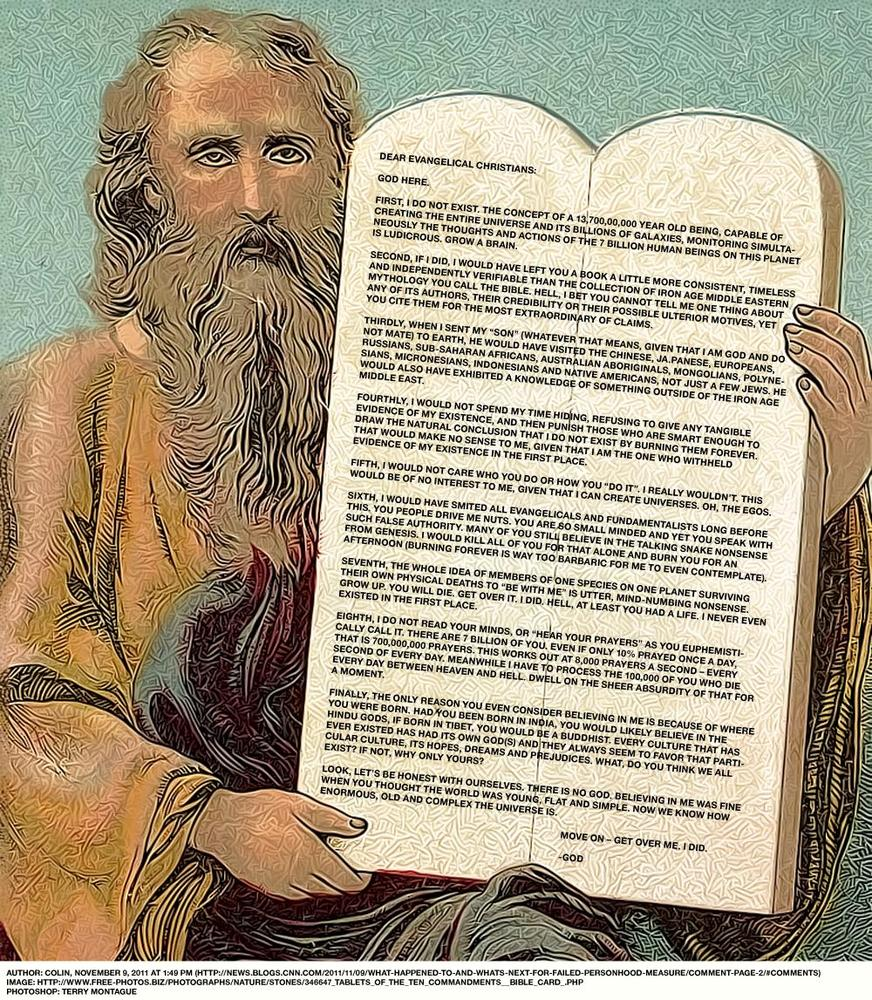 DEAR EVANGELICAL CHRISTIANS:
GOD HERE.
FIRST, I DO NOT EXIST. THE CONCEPT OF A 13,700,00,000 YEAR OLD BEING, CAPABLE OF
CREATING THE ENTIRE UNIVERSE AND ITS BILLIONS OF GALAXIES, MONITORING SIMULTA-
NEOUSLY THE THOUGHTS AND ACTIONS OF THE 7 BILLION HUMAN BEINGS ON THIS PLANET
IS LUDICROUS. GROW A BRAIN.
SECOND, IF I DID, I WOULD HAVE LEFT YOU A BOOK A LITTLE MORE CONSISTENT, TIMELESS
AND INDEPENDENTLY VERIFIABLE THAN THE COLLECTION OF IRON AGE MIDDLE EASTERN
MYTHOLOGY YOU CALL THE BIBLE. HELL, I BET YOU CANNOT TELL ME ONE THING ABOUT
ANY OF ITS AUTHORS, THEIR CREDIBILITY OR THEIR POSSIBLE ULTERIOR MOTIVES, YET
YOU CITE THEM FOR THE MOST EXTRAORDINARY OF CLAIMS.
THIRDLY, WHEN I SENT MY "SON" (WHATEVER THAT MEANS, GIVEN THAT I AM GOD AND DO
NOT MATE) TO EARTH, HE WOULD HAVE VISITED THE CHINESE, JA.PANESE, EUROPEANS,
RUSSIANS, SUB-SAHARAN AFRICANS, AUSTRALIAN ABORIGINALS, MONGOLIANS, POLYNE-
SIANS, MICRONESIANS, INDONESIANS AND NATIVE AMERICANS, NOT JUST A FEW JEWS. HE
WOULD ALSO HAVE EXHIBITED A KNOWLEDGE OF SOMETHING OUTSIDE OF THE IRON AGE
MIDDLE EAST.
FOURTHLY, I WOULD NOT SPEND MY TIME HIDING, REFUSING TO GIVE ANY TANGIBLE
EVIDENCE OF MY EXISTENCE, AND THEN PUNISH THOSE WHO ARE SMART ENOUGH TO
DRAW THE NATURAL CONCLUSION THAT I DO NOT EXIST BY BURNING THEM FOREVER.
THAT WOULD MAKE NO SENSE TO ME, GIVEN THAT I AM THE ONE WHO WITHHELD
EVIDENCE OF MY EXISTENCE IN THE FIRST PLACE.
FIFTH, I WOULD NOT CARE WHO YOU DO OR HOW YOU "DO IT". I REALLY WOULDN'T. THIS
WOULD BE OF NO INTEREST TO ME, GIVEN THAT I CAN CREATE UNIVERSES. OH, THE EGOS.
SIXTH, I WOULD HAVE SMITED ALL EVANGELICALS AND FUNDAMENTALISTS LONG BEFORE
THIS, YOU PEOPLE DRIVE ME NUTS. YOU ARE SO SMALL MINDED AND YET YOU SPEAK WITH
SUCH FALSE AUTHORITY. MANY OF YOU STILL BELIEVE IN THE TALKING SNAKE NONSENSE
FROM GENESIS. I WOULD KILL ALL OF YOU FOR THAT ALONE AND BURN YOU FOR AN
AFTERNOON (BURNING FOREVER IS WAY TOO BARBARIC FOR ME TO EVEN CONTEMPLATE).
SEVENTH, THE WHOLE IDEA OF MEMBERS OF ONE SPECIES ON ONE PLANET SURVIVING
THEIR OWN PHYSICAL DEATHS TO "BE WITH ME" IS UTTER, MIND-NUMBING NONSENSE.
GROW UP. YOU WILL DIE. GET OVER IT. I DID. HELL, AT LEAST YOU HAD A LIFE. I NEVER EVEN
EXISTED IN THE FIRST PLACE.
EIGHTH, I DO NOT READ YOUR MINDS, OR "HEAR YOUR PRAYERS" AS YOU EUPHEMISTI-
CALLY CALL IT. THERE ARE 7 BILLION OF YOU. EVEN IF ONLY 10% PRAYED ONCE A DAY,
THAT IS 700,000,000 PRAYERS. THIS WORKS OUT AT 8,000 PRAYERS A SECOND – EVERY
SECOND OF EVERY DAY. MEANWHILE I HAVE TO PROCESS THE 100,000 OF YOU WHO DIE
EVERY DAY BETWEEN HEAVEN AND HELL. DWELL ON THE SHEER ABSURDITY OF THAT FOR
A MOMENT.
FINALLY, THE ONLY REASON YOU EVEN CONSIDER BELIEVING IN ME IS BECAUSE OF WHERE
YOU WERE BORN. HAD YOU BEEN BORN IN INDIA, YOU WOULD LIKELY BELIEVE IN THE
HINDU GODS, IF BORN IN TIBET, YOU WOULD BE A BUDDHIST. EVERY CULTURE THAT HAS
EVER EXISTED HAS HAD ITS OWN GOD(S) AND THEY ALWAYS SEEM TO FAVOR THAT PARTI-
CULAR CULTURE, ITS HOPES, DREAMS AND PREJUDICES. WHAT, DO YOU THINK WE ALL
EXIST? IF NOT, WHY ONLY YOURS?
LOOK, LET'S BE HONEST WITH OURSELVES. THERE IS NO GOD. BELIEVING IN ME WAS FINE
WHEN YOU THOUGHT THE WORLD WAS YOUNG, FLAT AND SIMPLE. NOW WE KNOW HOW
ENORMOUS, OLD AND COMPLEX THE UNIVERSE IS.
MOVE ON – GET OVER ME. I DID.
-GOD
AUTHOR: COLIN, NOVEMBER 9, 2011 AT 1:49 PM (HTTP://NEWS.BLOGS.CNN.COM/2011/11/09/WHAT-HAPPENED-TO-AND-WHATS-NEXT-FOR-FAILED-PERSONHOOD-MEASURE/COMMENT-PAGE-2/#COMMENTS)
IMAGE: HTTP://WWW.FREE-PHOTOS.BIZ/PHOTOGRAPHS/NATURE/STONES/346647_TABLETS_OF_THE_TEN_COMMANDMENTS__BIBLE_CARD_.PHP
PHOTOSHOP: TERRY MONTAGUE